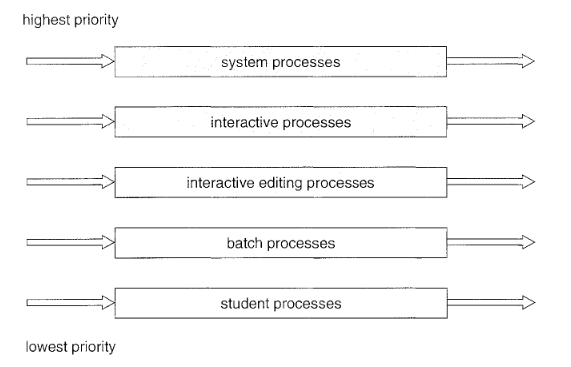 highest priority
system processes
interactive processes
interactive editing processes
batch processes
student processes
lowest priority